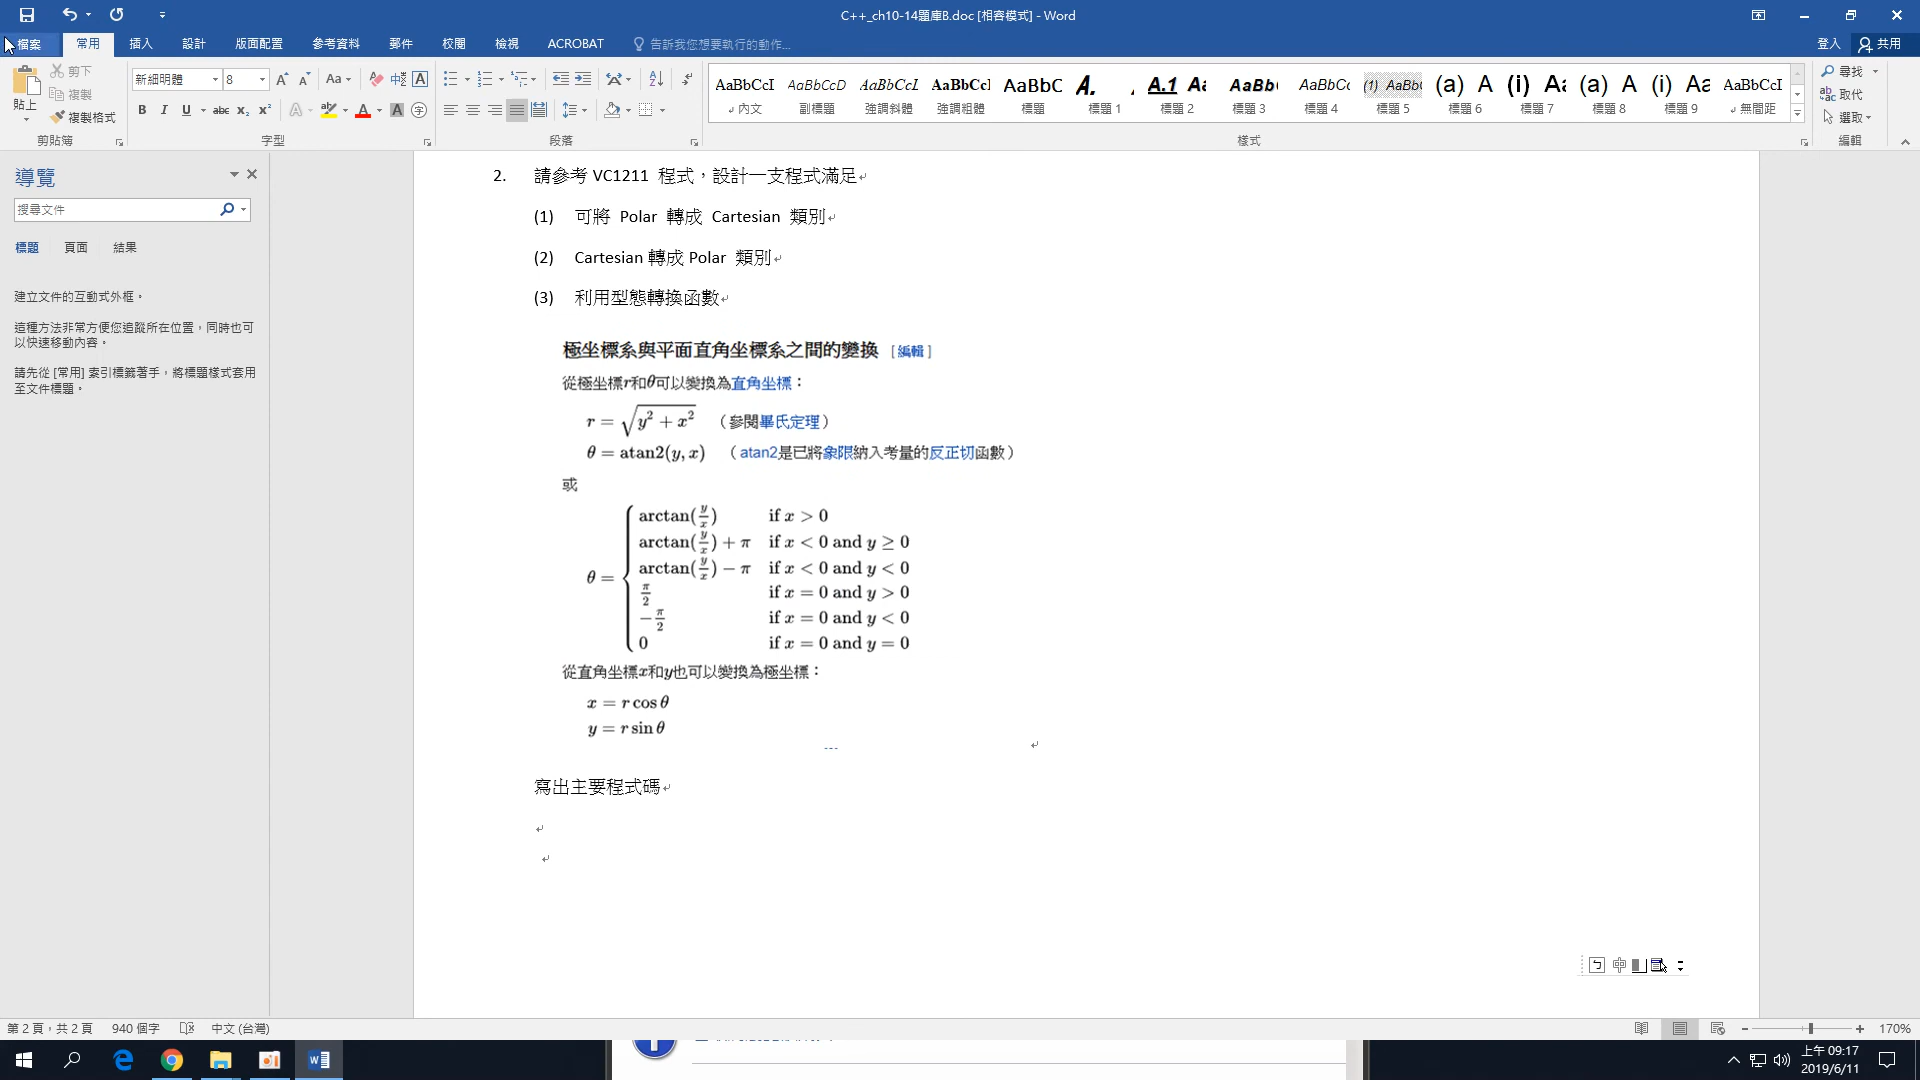 C++_ch10-14題庫B.doc [相容模式] - Word
檔案 常用 插入 設計 版面配置 參考資料 郵件 校閱 檢視 ACROBAT 告訴我您想要執行的動作... 登入 共用
貼上 剪下 複製 複製格式
新細明體 8
AaBbCcI AaBbCcD AaBbCcL AaBbCcI AaBbC A. A.1 Aa AaBb AaBbCc (1) AaBb (a) A (i) Aa (a) A (i) Aa AaBbCcI
內文 副標題 強調斜體 強調粗體 標題 標題 1 標題 2 標題 3 標題 4 標題 5 標題 6 標題 7 標題 8 標題 9 無間距
尋找 取代 選取
剪貼簿 字型 段落 樣式 編輯
導覽
搜尋文件
標題 頁面 結果
建立文件的互動式外框。
這種方法非常方便您追蹤所在位置，同時也可
以快速移動內容。
請先從 [常用] 索引標籤著手，將標題樣式套用
至文件標題。
2. 請參考 VC1211 程式，設計一支程式滿足
(1) 可將 Polar 轉成 Cartesian 類別
(2) Cartesian 轉成 Polar 類別
(3) 利用型態轉換函數
極坐標系與平面直角坐標系之間的變換 [編輯]
從極坐標r和θ可以變換為直角坐標：
r = √(y² + x²) （參閱畢氏定理）
θ = atan2(y, x) （atan2是已將象限納入考量的反正切函數）
或
θ = { arctan(y/x) if x > 0
arctan(y/x) + π if x < 0 and y ≥ 0
arctan(y/x) − π if x < 0 and y < 0
π/2 if x = 0 and y > 0
−π/2 if x = 0 and y < 0
0 if x = 0 and y = 0
從直角坐標x和y也可以變換為極坐標：
x = r cos θ
y = r sin θ
寫出主要程式碼
第 2 頁，共 2 頁 940 個字 中文 (台灣) 170%
上午 09:17
2019/6/11